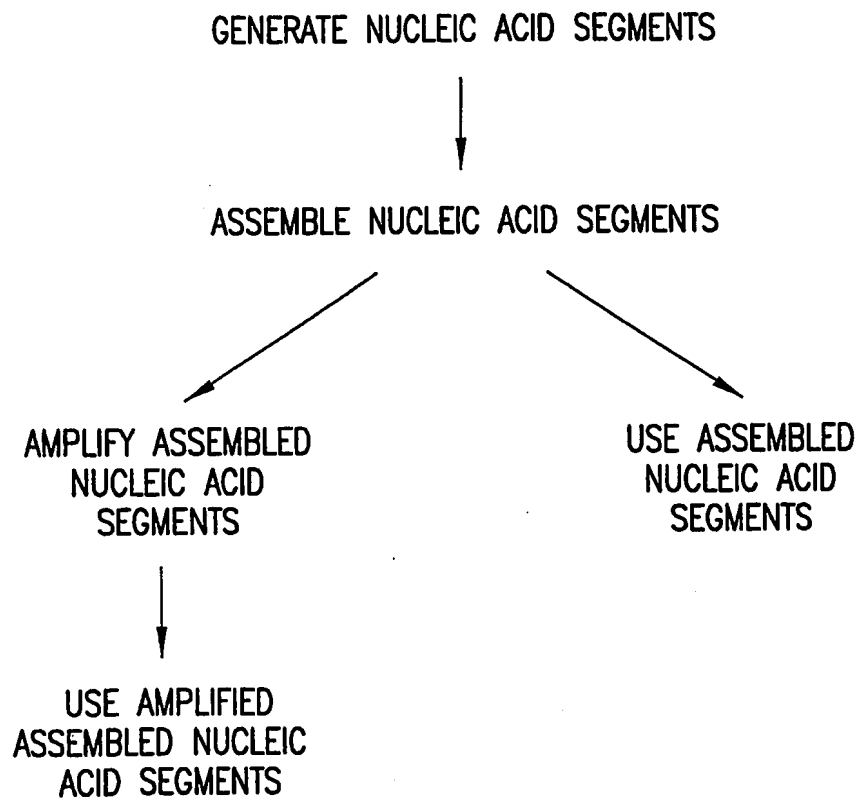 GENERATE NUCLEIC ACID SEGMENTS
ASSEMBLE NUCLEIC ACID SEGMENTS
AMPLIFY ASSEMBLED
NUCLEIC ACID
SEGMENTS
USE ASSEMBLED
NUCLEIC ACID
SEGMENTS
USE AMPLIFIED
ASSEMBLED NUCLEIC
ACID SEGMENTS